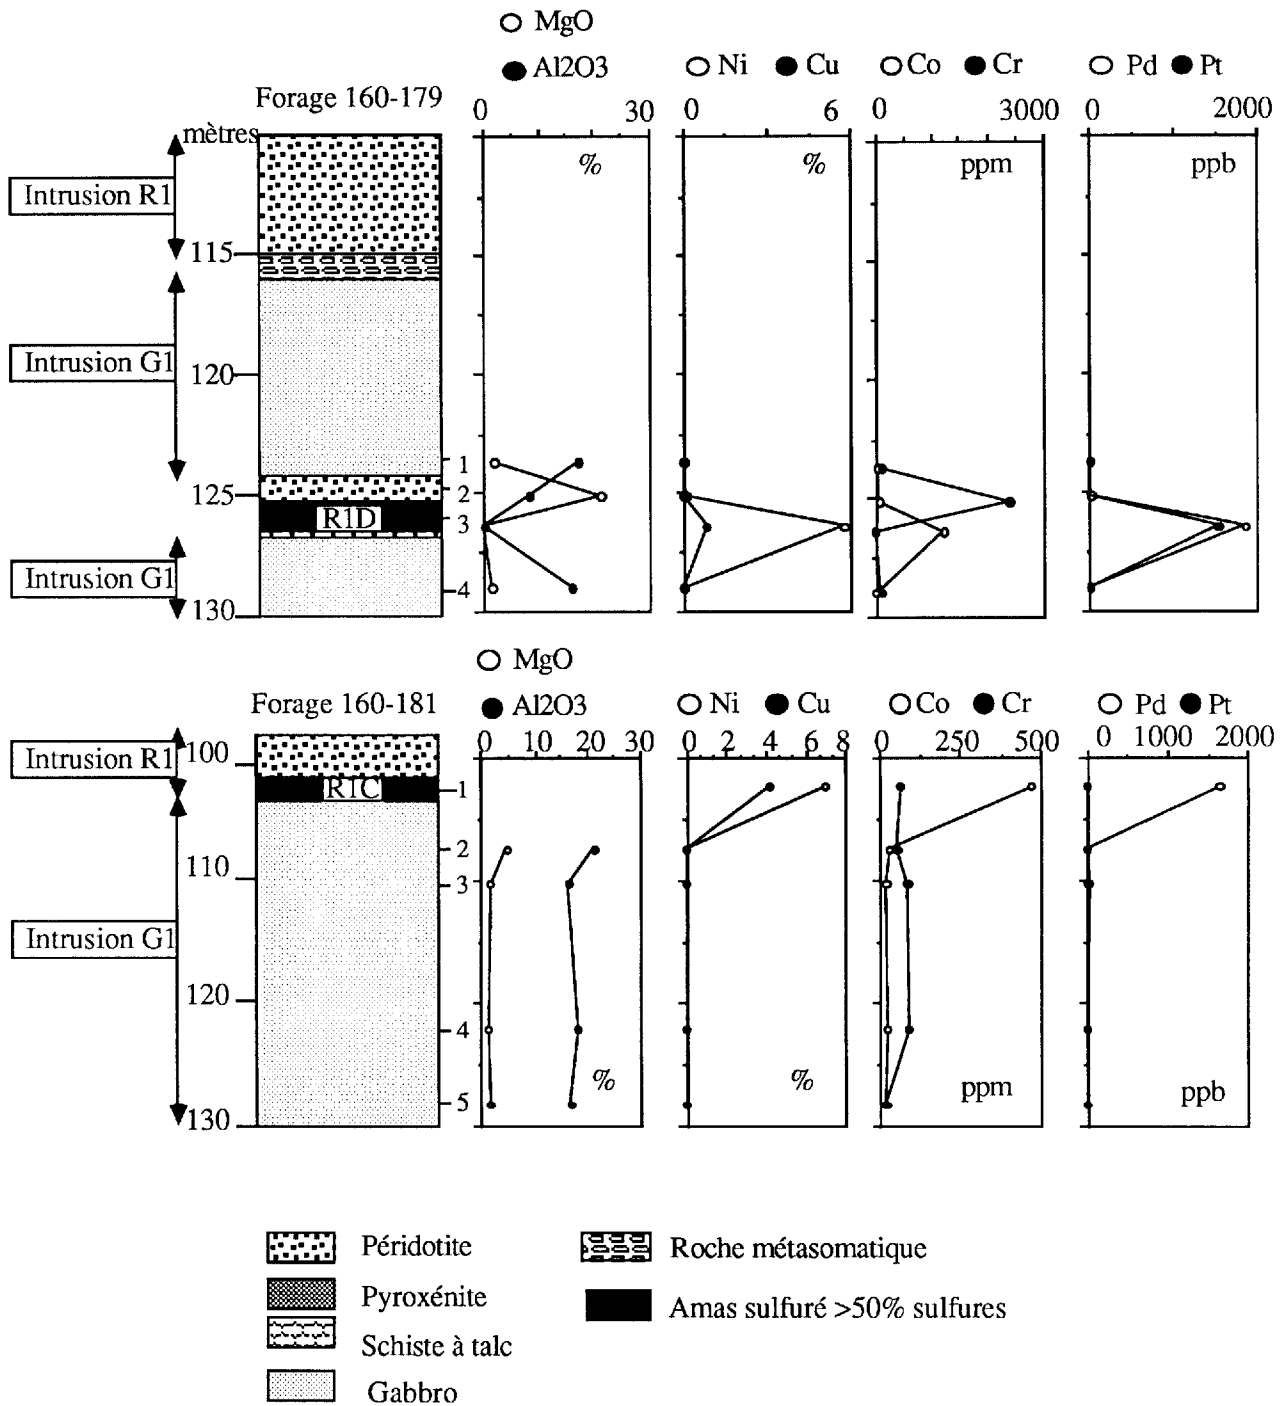 MgO
Al2O3
Ni Cu
Co Cr
Pd Pt
Forage 160-179
0 30
0 6
0 3000
0 2000
mètres
% % ppm ppb
Intrusion R1
115
Intrusion G1
120
1
125
2
R1D
3
Intrusion G1
4
130
MgO
Al2O3
Ni Cu
Co Cr
Pd Pt
Forage 160-181
0 10 20 30
0 2 4 6 8
0 250 500
0 1000 2000
Intrusion R1
100
R1C
1
2
110
3
Intrusion G1
120
4
% % ppm ppb
5
130
Péridotite
Roche métasomatique
Pyroxénite
Amas sulfuré >50% sulfures
Schiste à talc
Gabbro